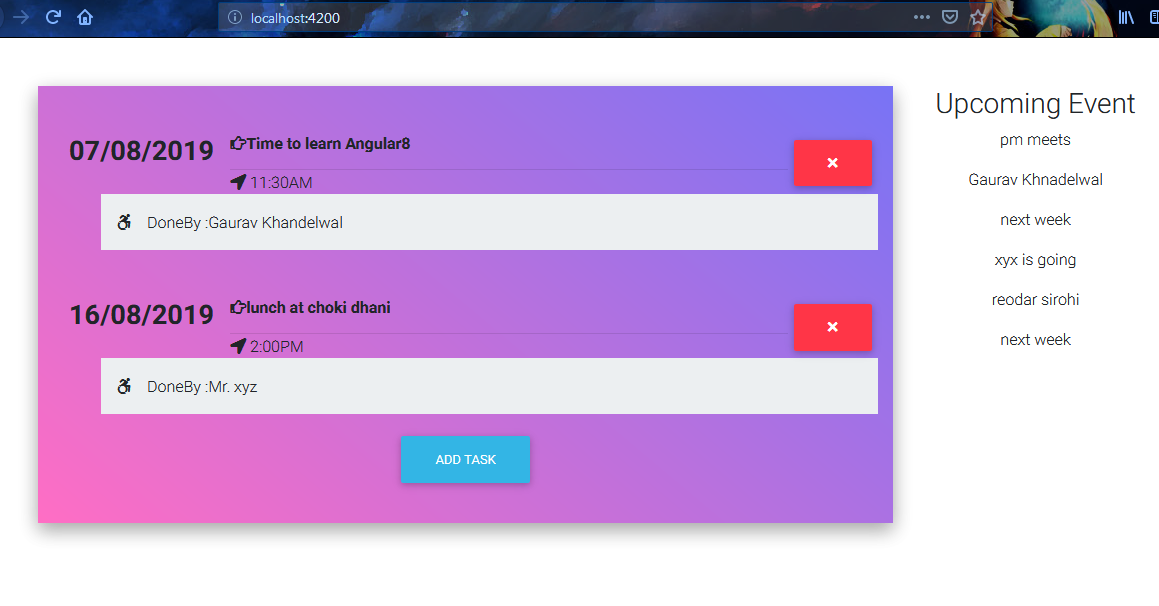 localhost:4200
07/08/2019
Time to learn Angular8
11:30AM
DoneBy :Gaurav Khandelwal
16/08/2019
lunch at choki dhani
2:00PM
DoneBy :Mr. xyz
ADD TASK
Upcoming Event
pm meets
Gaurav Khnadelwal
next week
xyx is going
reodar sirohi
next week